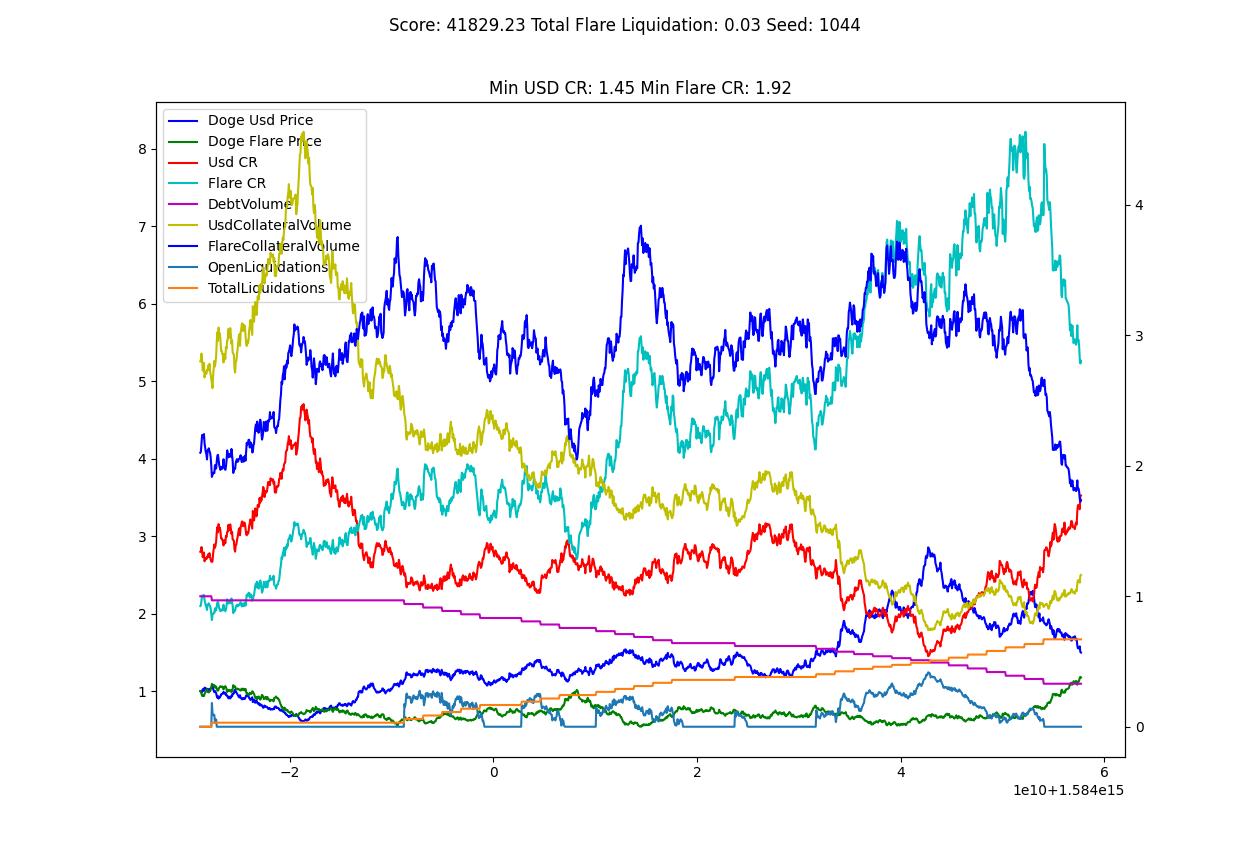 Score: 41829.23 Total Flare Liquidation: 0.03 Seed: 1044
Min USD CR: 1.45 Min Flare CR: 1.92
Doge Usd Price
Doge Flare Price
Usd CR
Flare CR
DebtVolume
UsdCollateralVolume
FlareCollateralVolume
OpenLiquidations
TotalLiquidations
8
7
6
5
4
3
2
1
4
3
2
1
0
−2
0
2
4
6
1e10+1.584e15